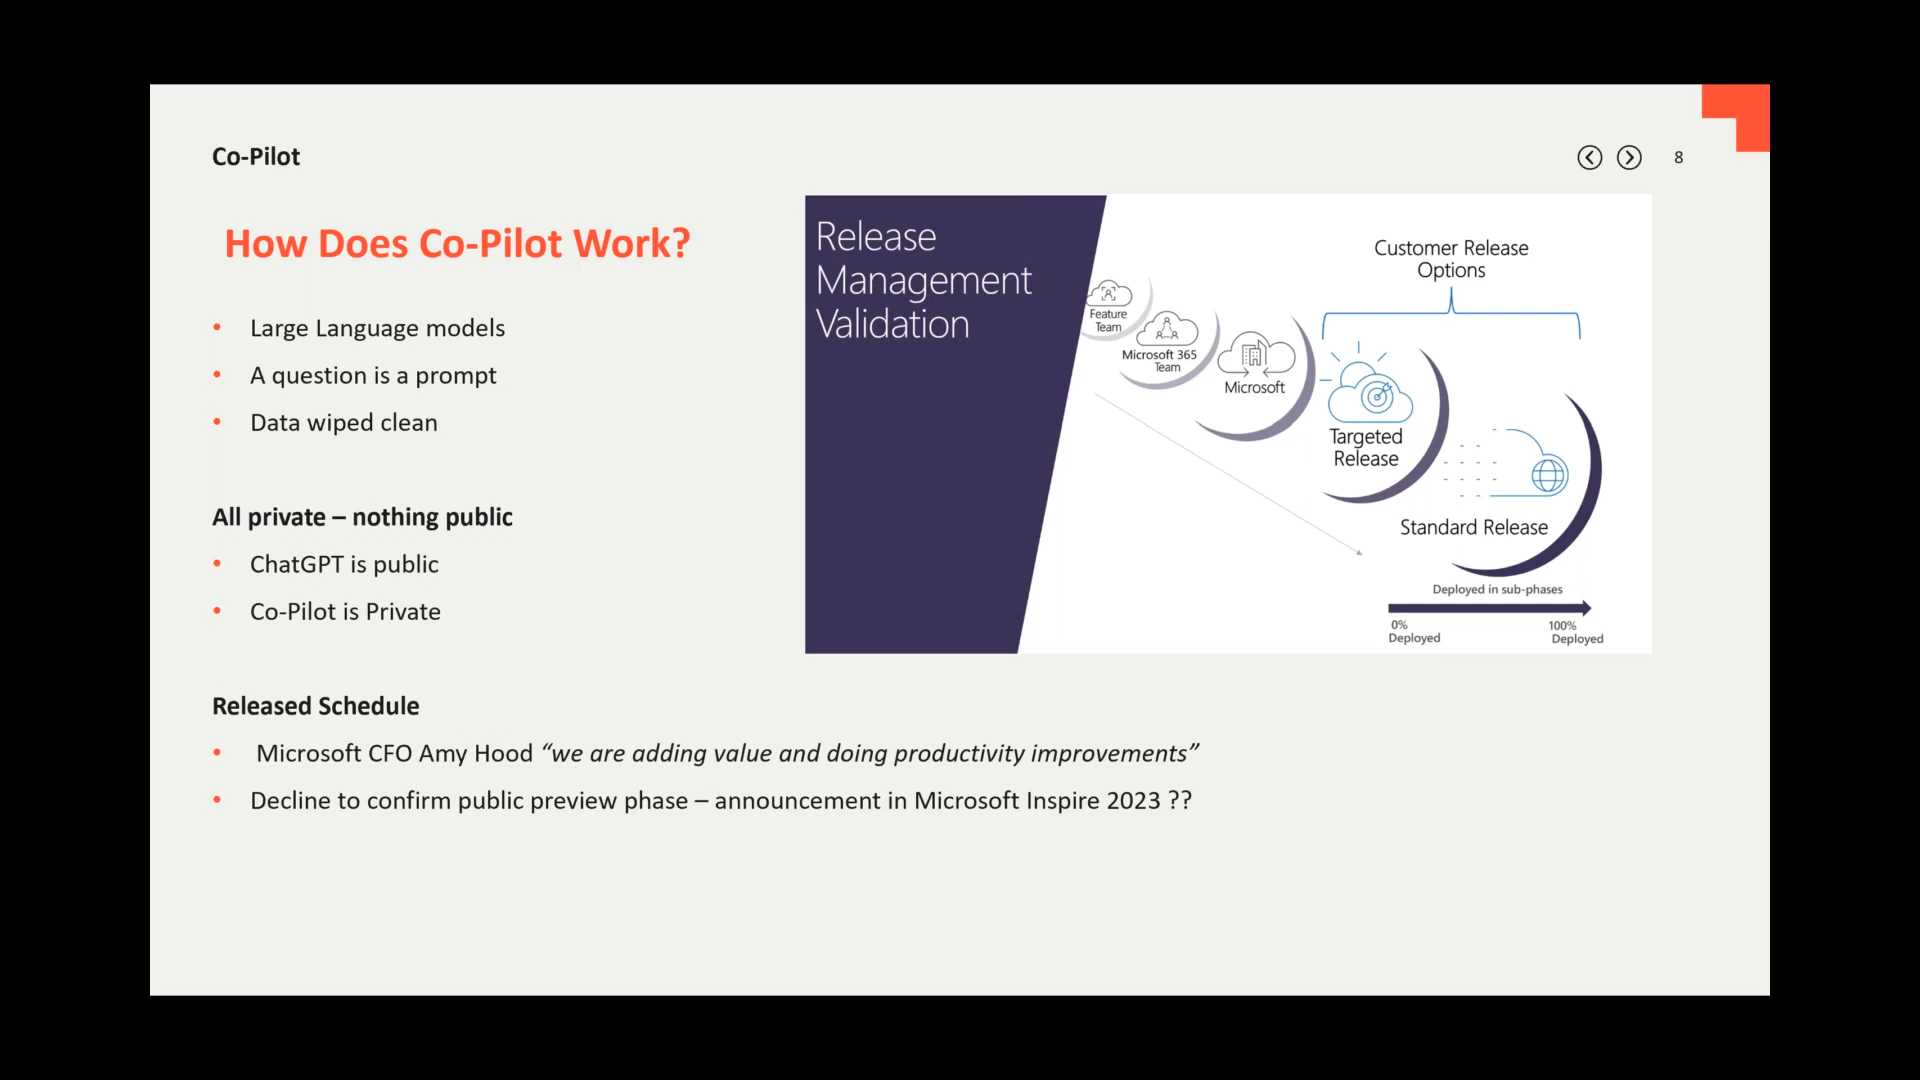 Co-Pilot
8
How Does Co-Pilot Work?
• Large Language models
• A question is a prompt
• Data wiped clean
All private – nothing public
• ChatGPT is public
• Co-Pilot is Private
Released Schedule
• Microsoft CFO Amy Hood “we are adding value and doing productivity improvements”
• Decline to confirm public preview phase – announcement in Microsoft Inspire 2023 ??
Release
Management
Validation
Customer Release
Options
Feature
Team
Microsoft 365
Team
Microsoft
Targeted
Release
Standard Release
Deployed in sub-phases
0%
Deployed
100%
Deployed